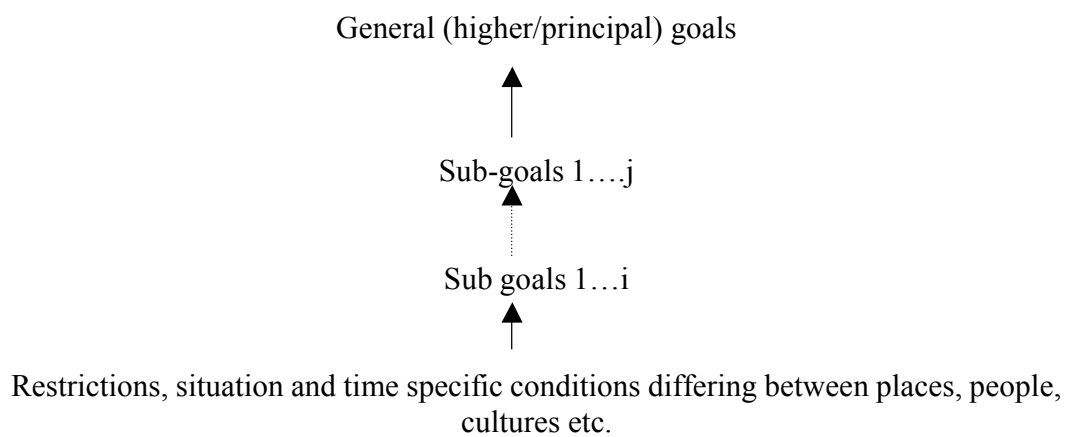 General (higher/principal) goals
Sub-goals 1….j
Sub goals 1…i
Restrictions, situation and time specific conditions differing between places, people,
cultures etc.